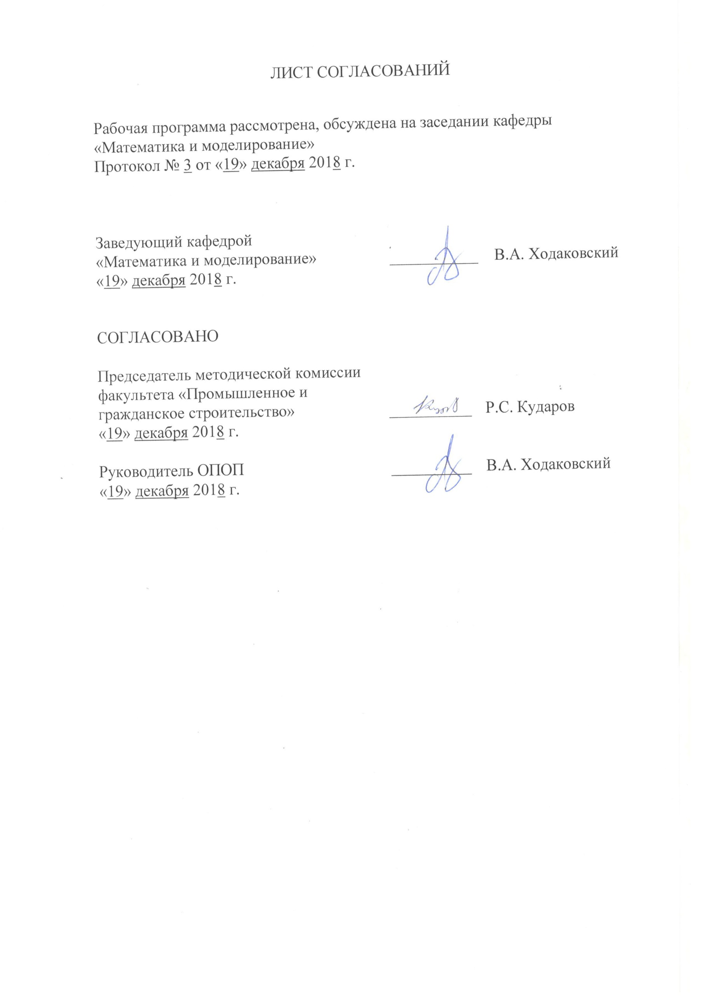 ЛИСТ СОГЛАСОВАНИЙ
Рабочая программа рассмотрена, обсуждена на заседании кафедры
«Математика и моделирование»
Протокол № 3 от «19» декабря 2018 г.
Заведующий кафедрой
«Математика и моделирование» В.А. Ходаковский
«19» декабря 2018 г.
СОГЛАСОВАНО
Председатель методической комиссии
факультета «Промышленное и
гражданское строительство» Р.С. Кударов
«19» декабря 2018 г.
Руководитель ОПОП В.А. Ходаковский
«19» декабря 2018 г.